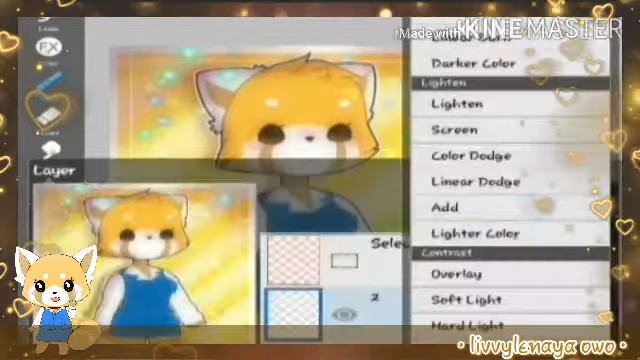 Made with KINEMASTER
FX
Darker Color
Lighten
Lighten
Screen
Color Dodge
Linear Dodge
Add
Lighter Color
Contrast
Overlay
Soft Light
Hard Light
Layer
Selec
2
• livvylenaya owo •